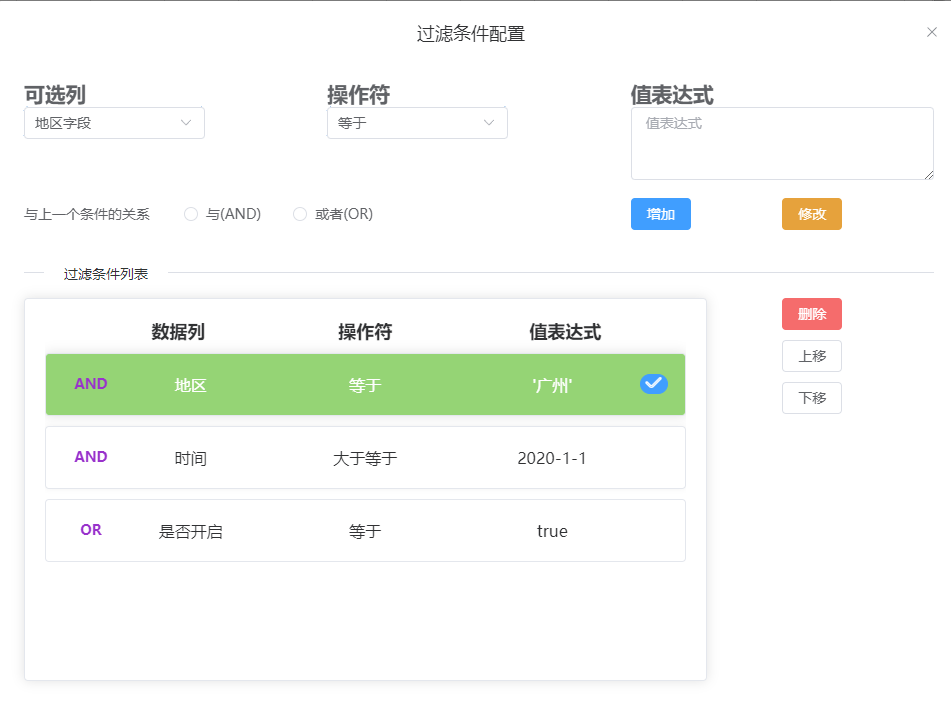 过滤条件配置
可选列 操作符 值表达式
地区字段 等于 值表达式
与上一个条件的关系 与(AND) 或者(OR) 增加 修改
过滤条件列表
数据列 操作符 值表达式 删除
AND 地区 等于 '广州' 上移
下移
AND 时间 大于等于 2020-1-1
OR 是否开启 等于 true